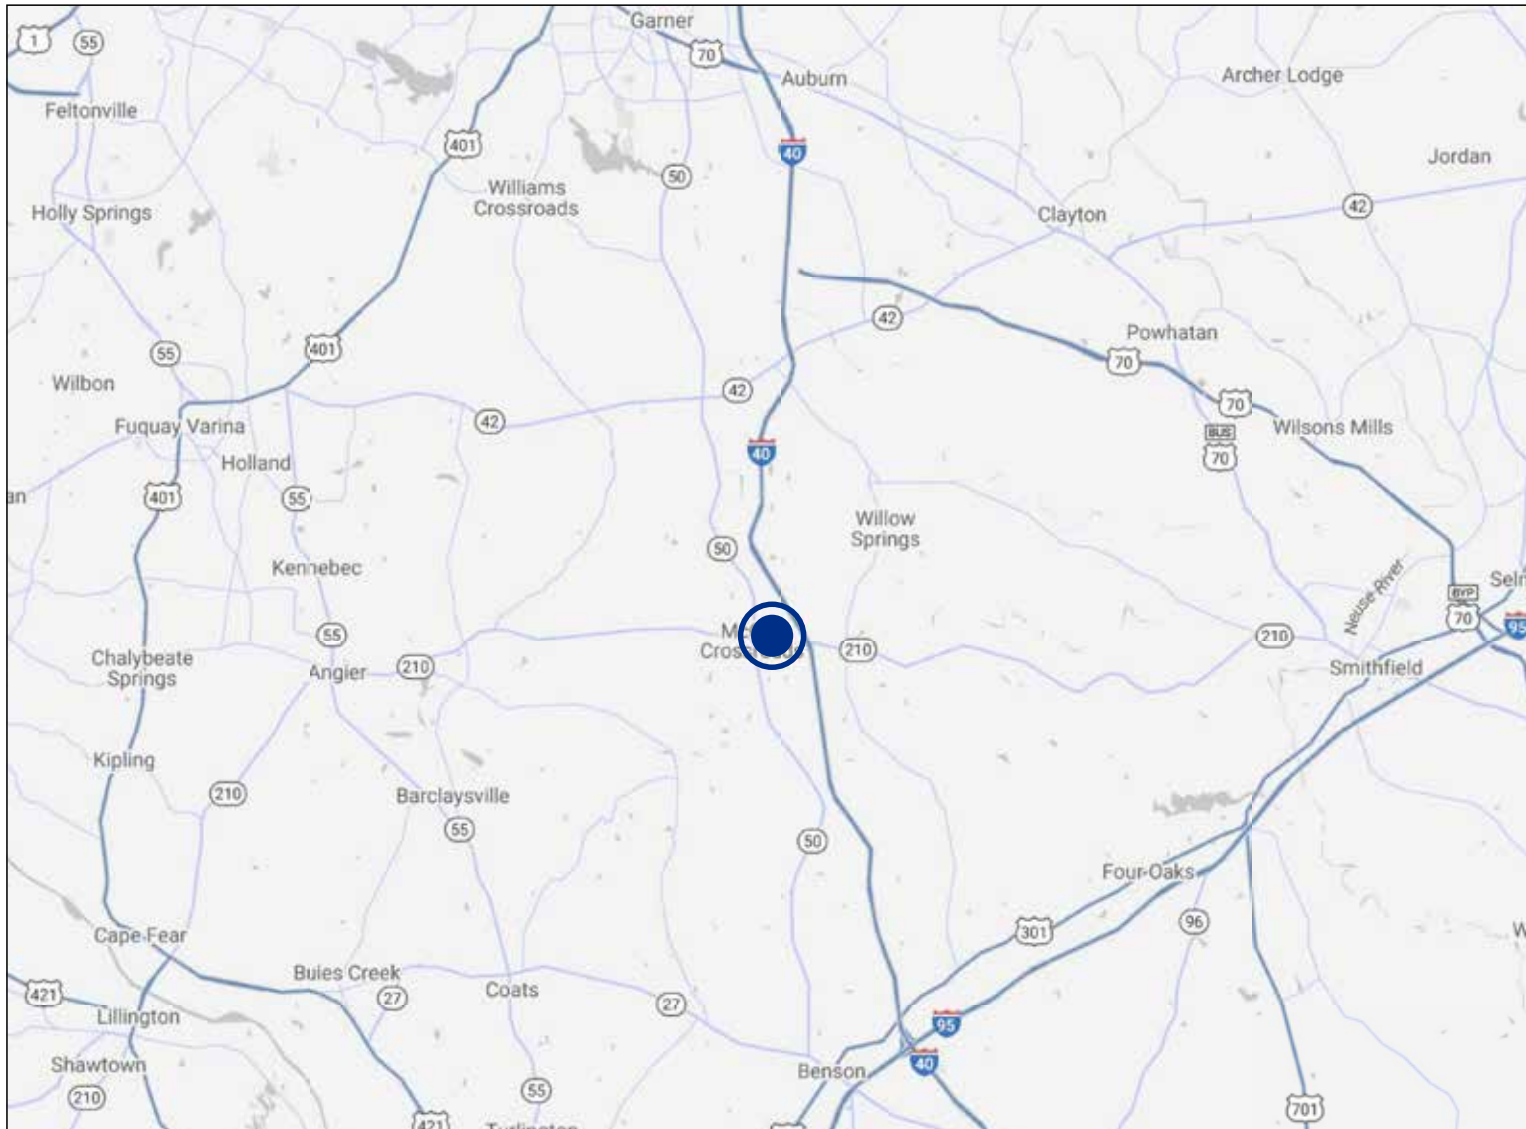 Garner
1
55
70
Auburn
Archer Lodge
Feltonville
401
40
Jordan
50
Williams
Crossroads
Holly Springs
Clayton
42
42
Powhatan
401
55
70
Wilbon
42
42
70
Fuquay Varina
BUS
70
Wilsons Mills
Holland
40
401
55
Willow
Springs
50
Kennebec
Neuse River
BYP
70
95
55
210
210
210
Crossroads
Chalybeate
Springs
Angier
Smithfield
Kipling
210
Barclaysville
55
50
Four Oaks
96
301
Cape Fear
Buies Creek
27
Coats
27
421
Lillington
95
40
Shawtown
Benson
210
55
701
421
Turlington